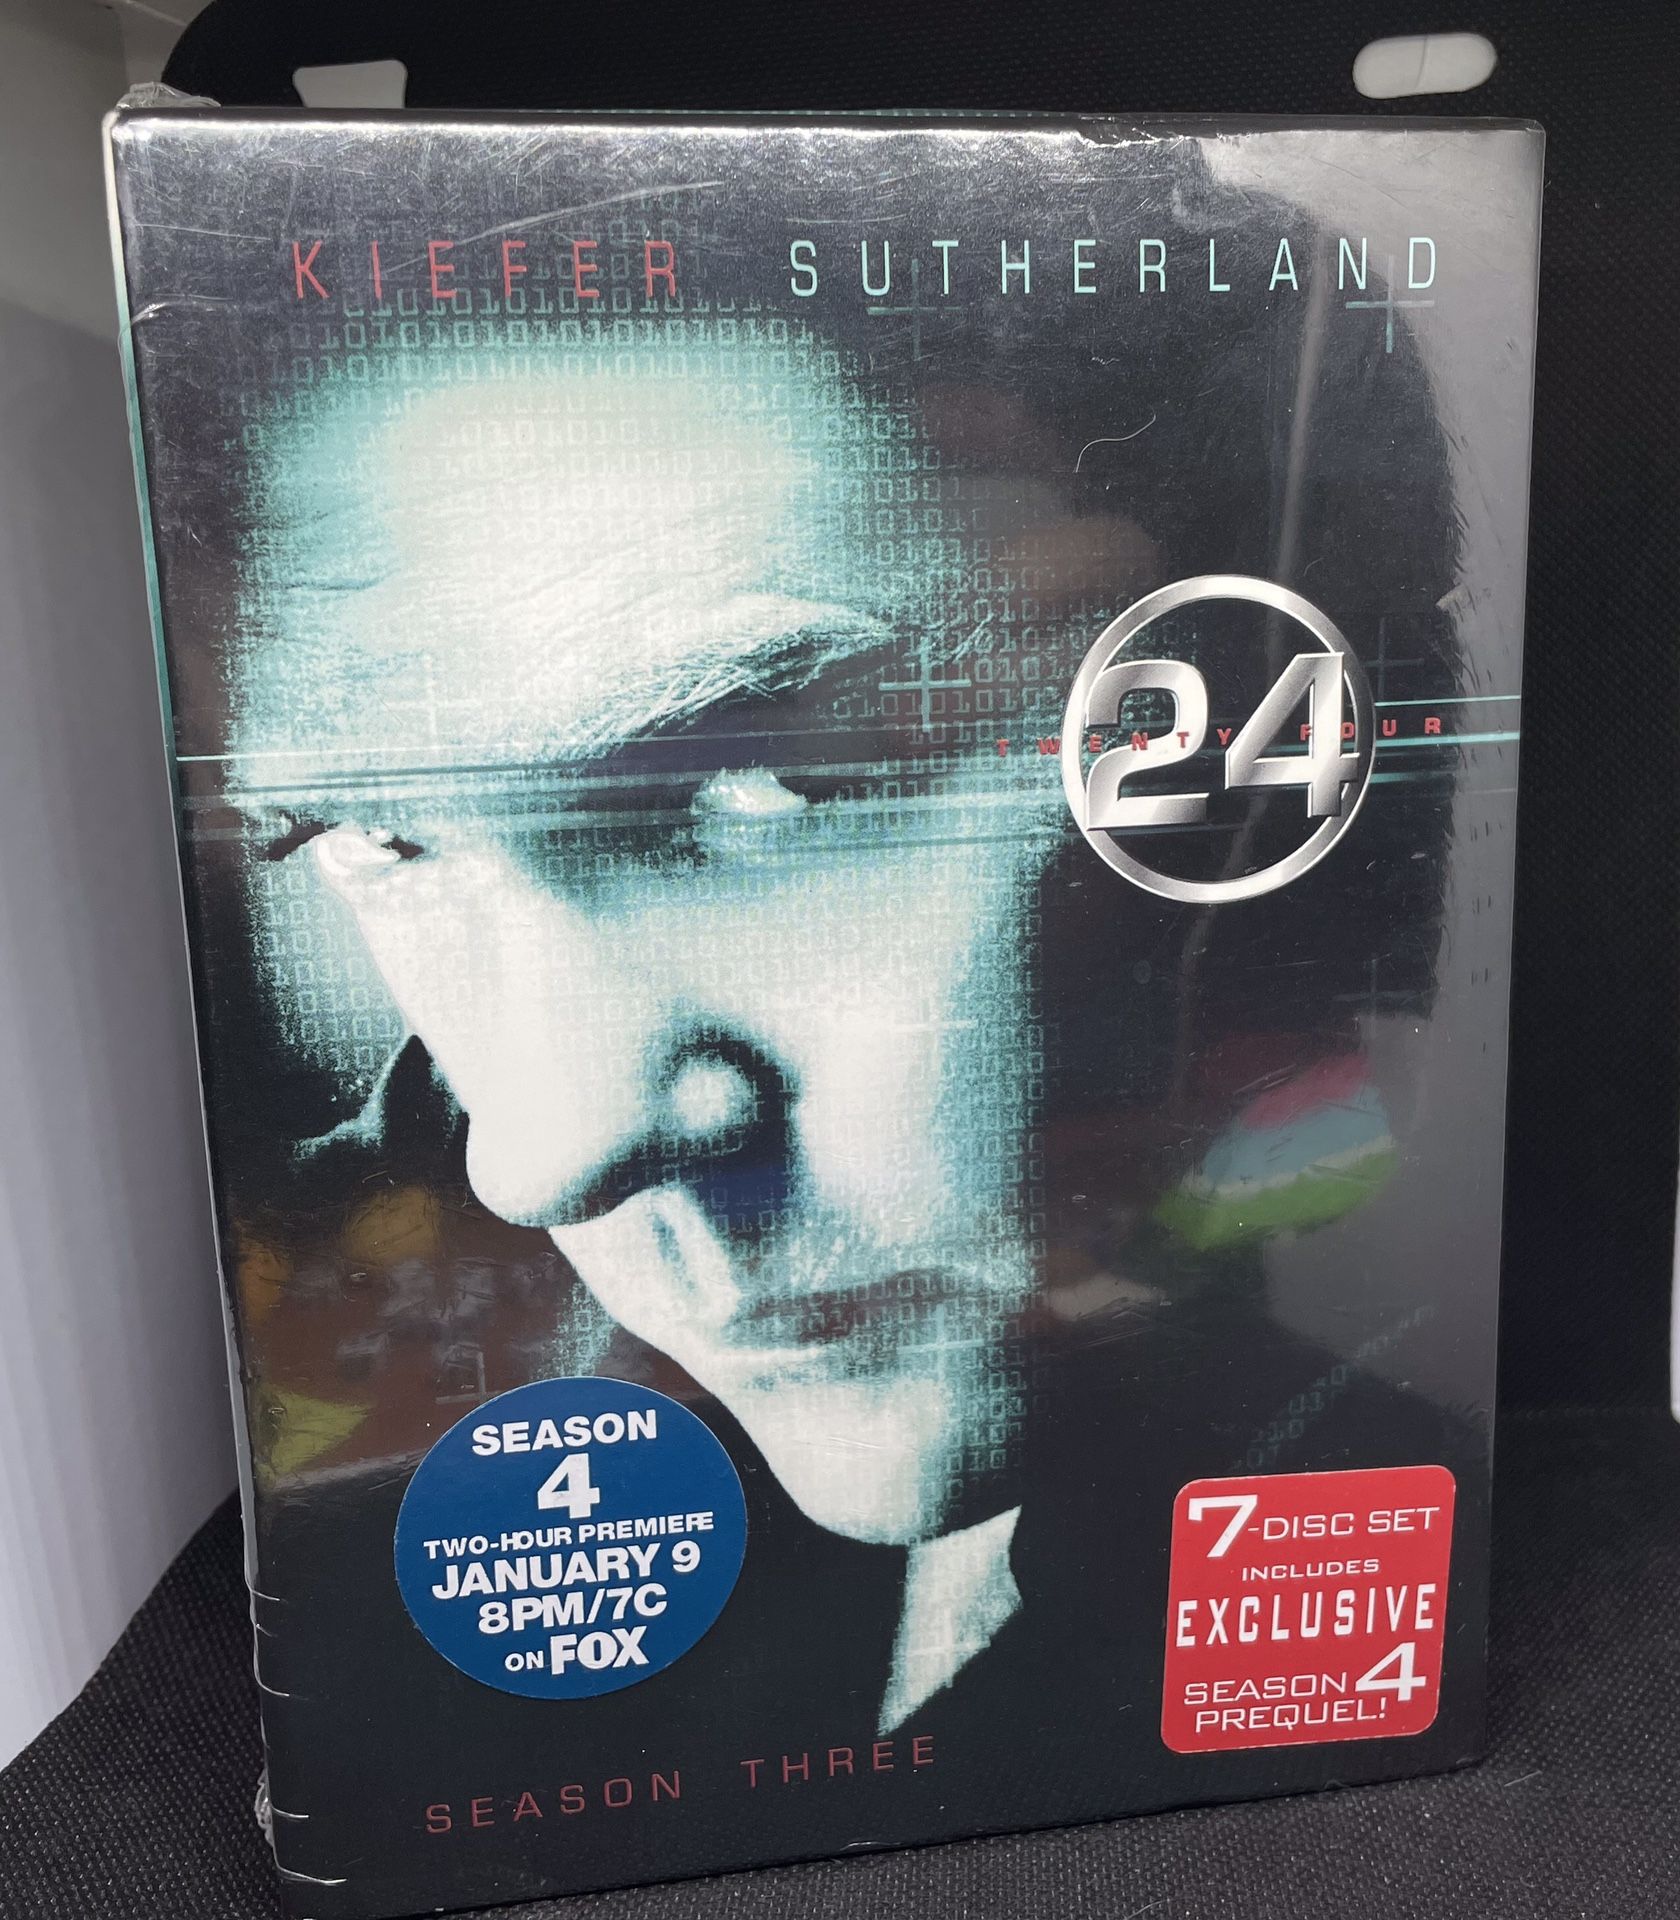 KIEFER SUTHERLAND
24
TWENTY FOUR
SEASON
4
TWO-HOUR PREMIERE
JANUARY 9
8PM/7C
ON FOX
7-DISC SET
INCLUDES
EXCLUSIVE
SEASON 4
PREQUEL!
SEASON THREE